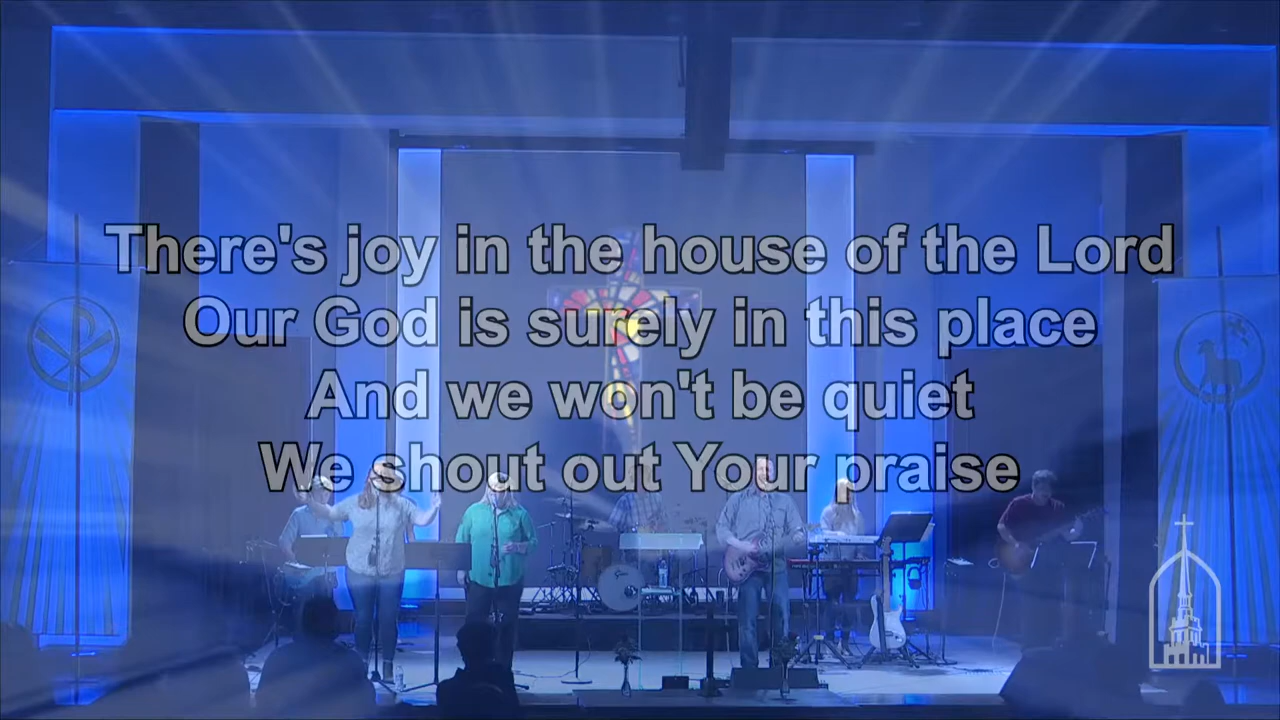 There's joy in the house of the Lord
Our God is surely in this place
And we won't be quiet
We shout out Your praise